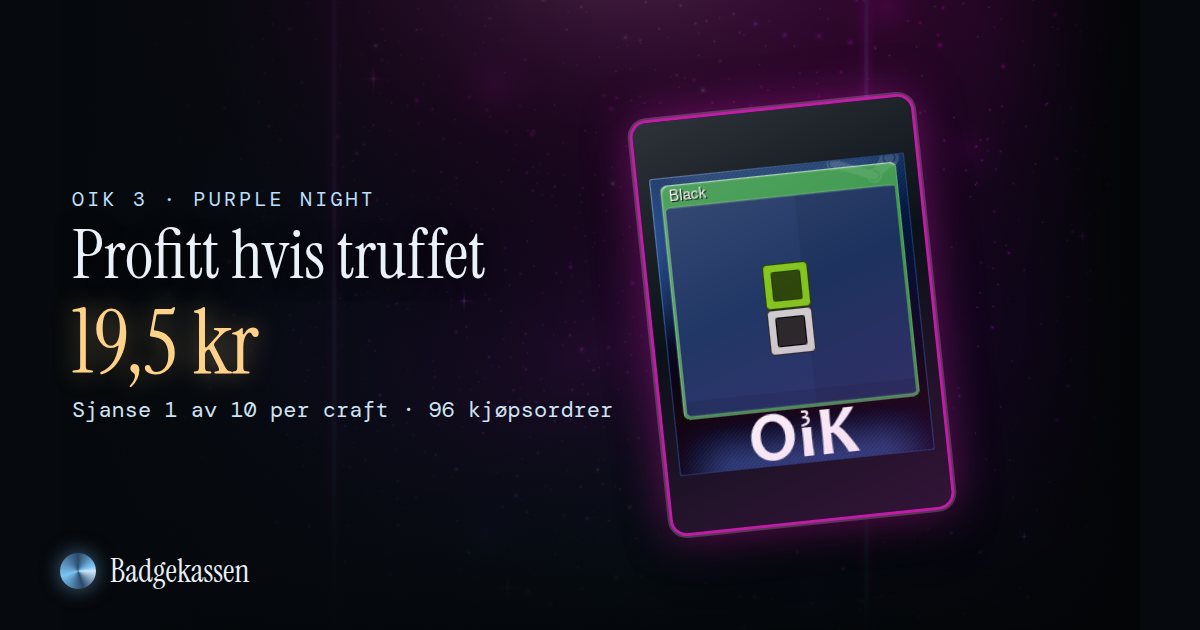 OIK 3 · PURPLE NIGHT
Profitt hvis truffet
19,5 kr
Sjanse 1 av 10 per craft · 96 kjøpsordrer
Black
OiK
3
Badgekassen